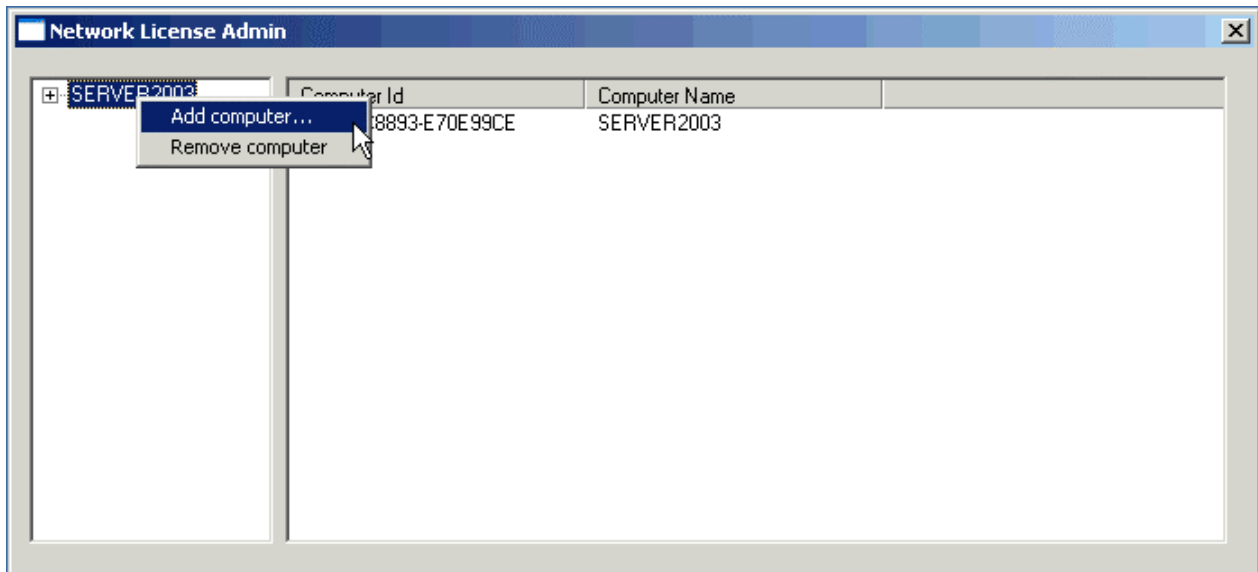 Network License Admin
SERVER2003
Computer Id
Computer Name
Add computer...
8893-E70E99CE
SERVER2003
Remove computer